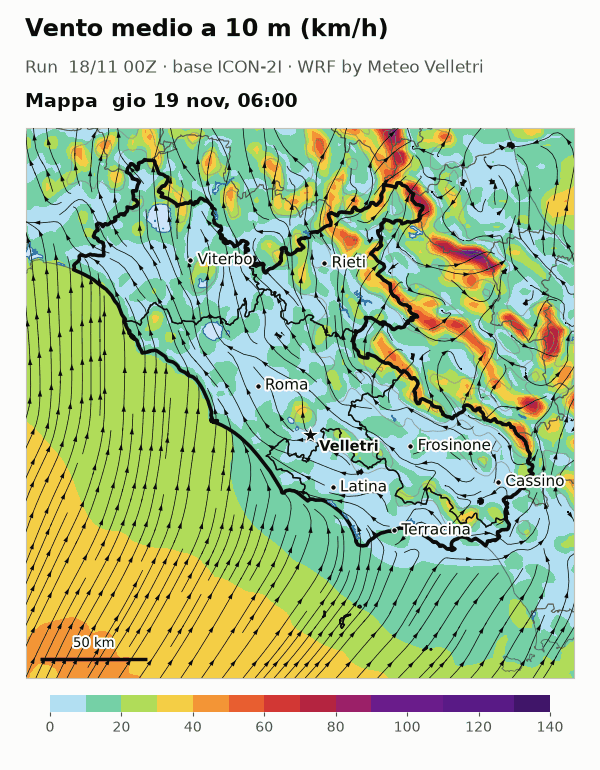 Vento medio a 10 m (km/h)
Run 18/11 00Z · base ICON-2I · WRF by Meteo Velletri
Mappa gio 19 nov, 06:00
Viterbo
Rieti
Roma
Velletri
Frosinone
Cassino
Latina
Terracina
50 km
0 20 40 60 80 100 120 140